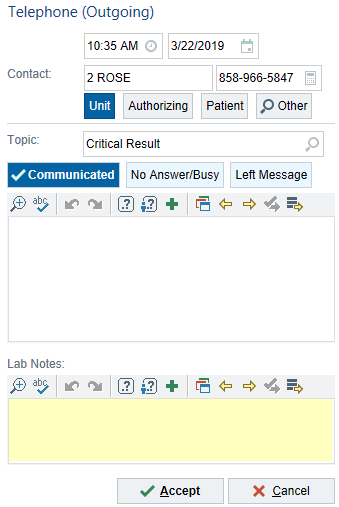 Telephone (Outgoing)
10:35 AM 3/22/2019
Contact: 2 ROSE 858-966-5847
Unit Authorizing Patient Other
Topic: Critical Result
Communicated No Answer/Busy Left Message
abc .? .?
Lab Notes:
abc .? .?
Accept Cancel